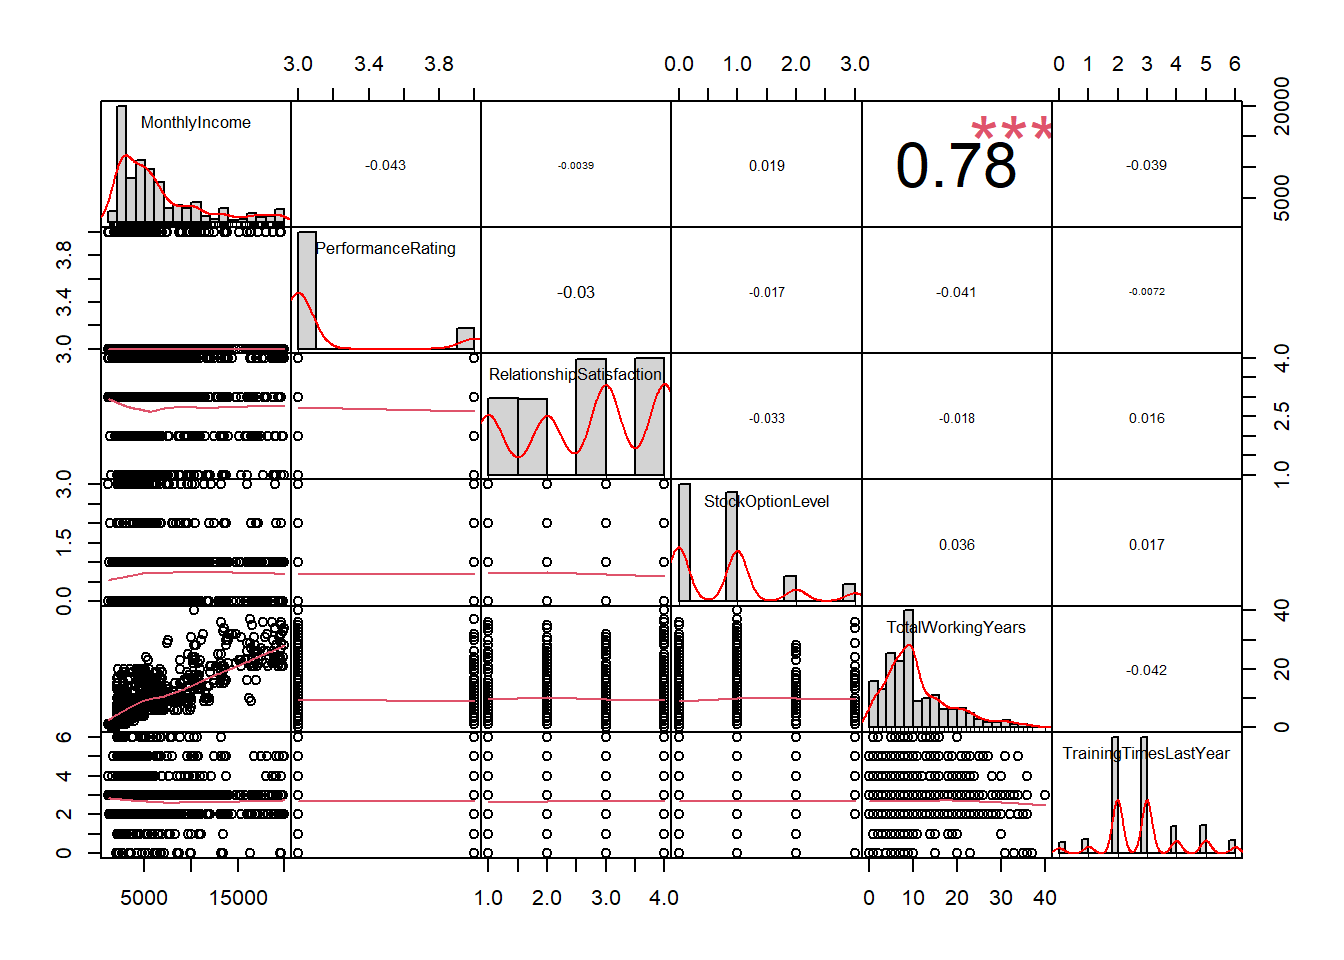 3.0 3.4 3.8 0.0 1.0 2.0 3.0 0 1 2 3 4 5 6
MonthlyIncome -0.043 -0.0039 0.019 0.78 *** -0.039 5000 20000
3.0 3.4 3.8 PerformanceRating -0.03 -0.017 -0.041 -0.0072
RelationshipSatisfaction -0.033 -0.018 0.016 1.0 2.5 4.0
0.0 1.5 3.0 StockOptionLevel 0.036 0.017
TotalWorkingYears -0.042 0 20 40
0 2 4 6 TrainingTimesLastYear
5000 15000 1.0 2.0 3.0 4.0 0 10 20 30 40